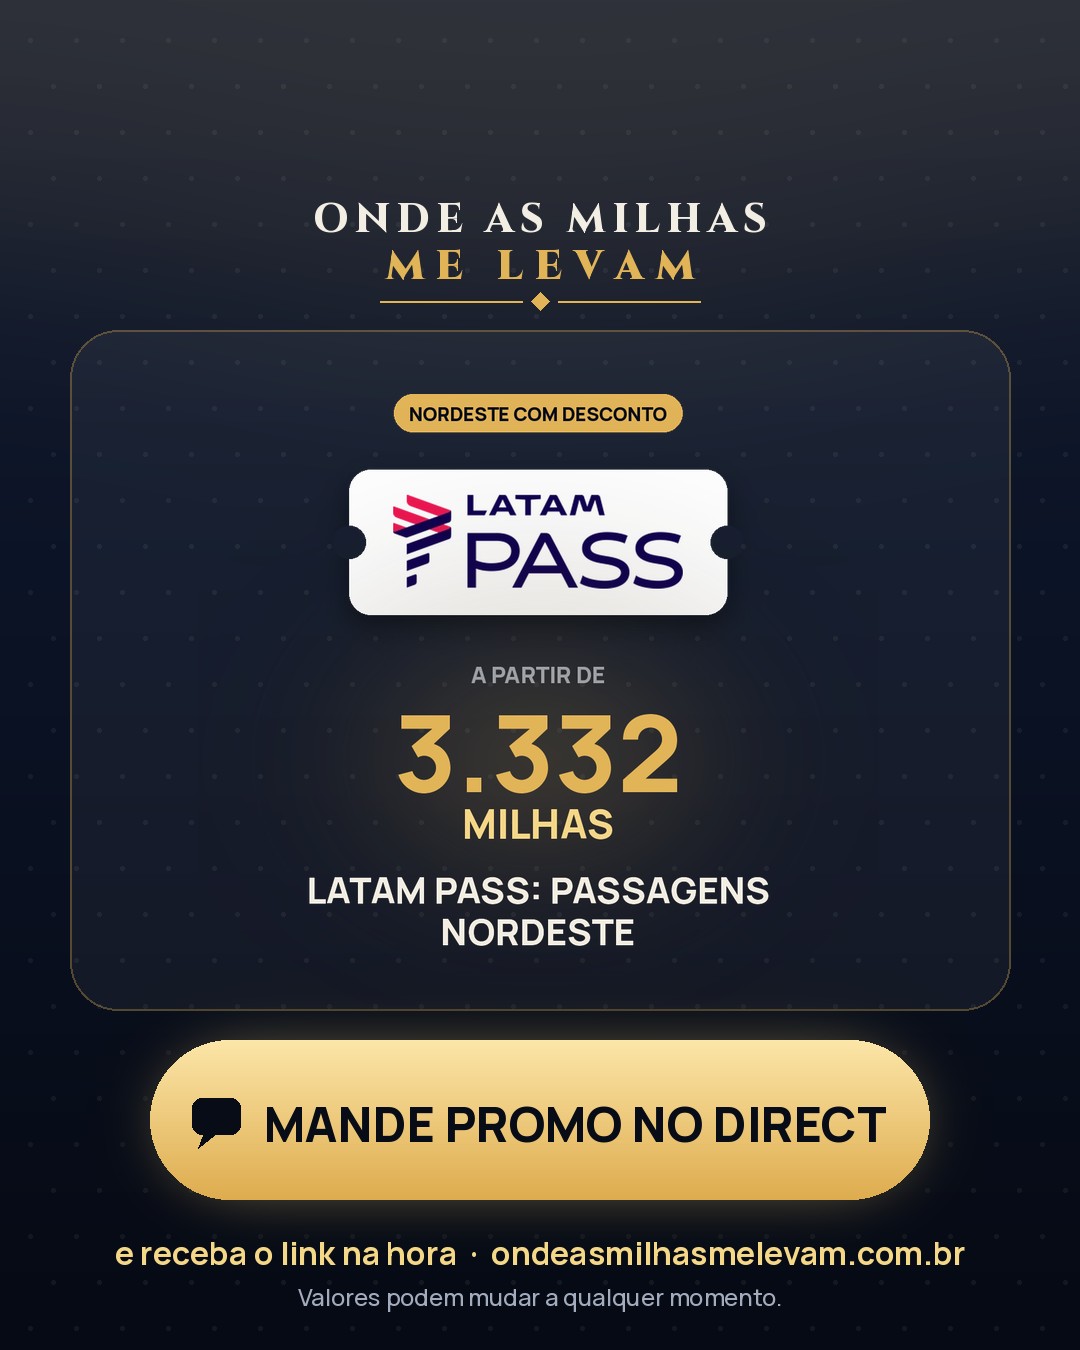 ONDE AS MILHAS
ME LEVAM
NORDESTE COM DESCONTO
LATAM
PASS
A PARTIR DE
3.332
MILHAS
LATAM PASS: PASSAGENS
NORDESTE
MANDE PROMO NO DIRECT
e receba o link na hora · ondeasmilhasmelevam.com.br
Valores podem mudar a qualquer momento.